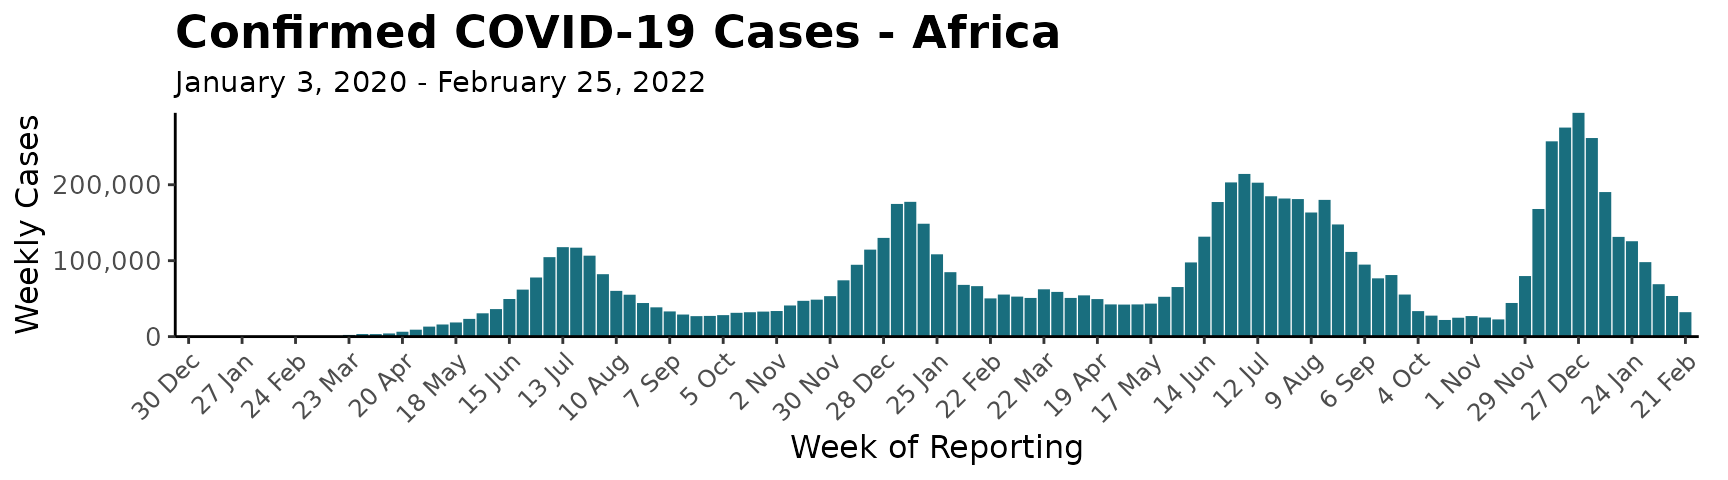 Confirmed COVID-19 Cases - Africa
January 3, 2020 - February 25, 2022
Weekly Cases
200,000
100,000
0
30 Dec
27 Jan
24 Feb
23 Mar
20 Apr
18 May
15 Jun
13 Jul
10 Aug
7 Sep
5 Oct
2 Nov
30 Nov
28 Dec
25 Jan
22 Feb
22 Mar
19 Apr
17 May
14 Jun
12 Jul
9 Aug
6 Sep
4 Oct
1 Nov
29 Nov
27 Dec
24 Jan
21 Feb
Week of Reporting